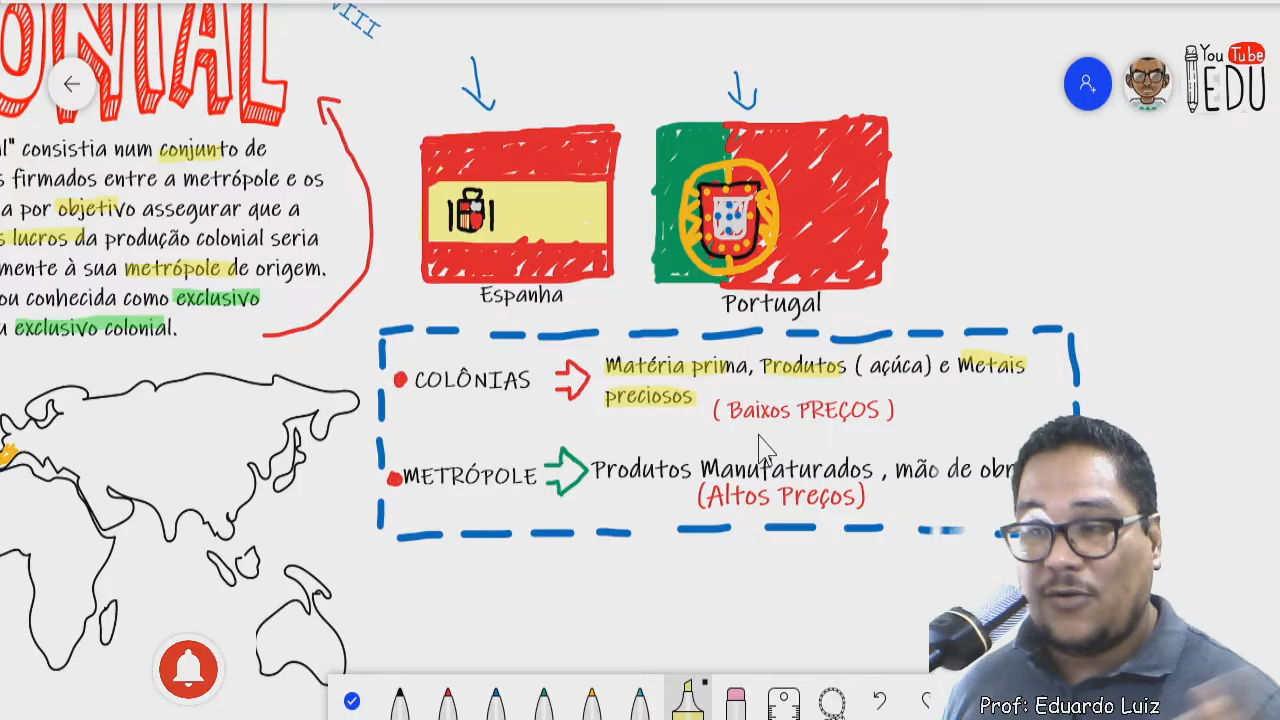 ONIAL
VIII
You Tube
EDU
l" consistia num conjunto de
s firmados entre a metrópole e os
a por objetivo assegurar que a
s lucros da produção colonial seria
mente à sua metrópole de origem.
ou conhecida como exclusivo
u exclusivo colonial.
Espanha
Portugal
COLÔNIAS
Matéria prima, Produtos ( açúca) e Metais
preciosos
( Baixos PREÇOS )
METRÓPOLE
Produtos Manufaturados , mão de obr
(Altos Preços)
Prof: Eduardo Luiz